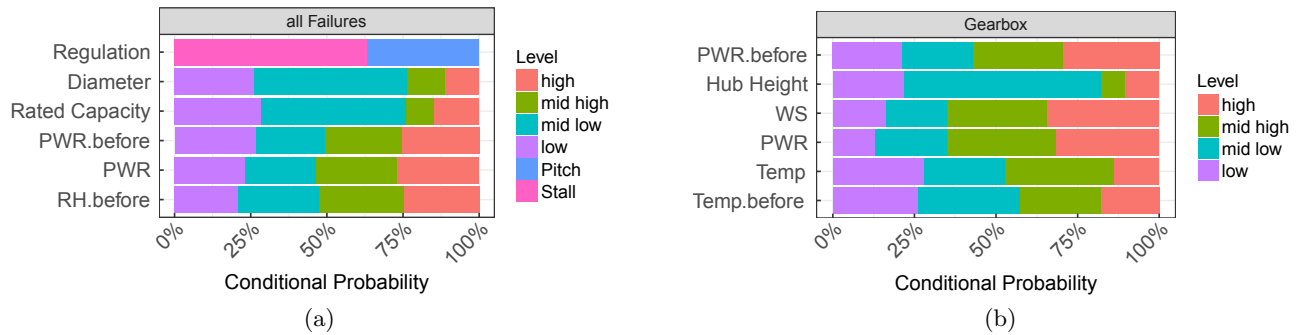 all Failures
Regulation
Diameter
Rated Capacity
PWR.before
PWR
RH.before
0%
25%
50%
75%
100%
Conditional Probability
Level
high
mid high
mid low
low
Pitch
Stall
(a)
Gearbox
PWR.before
Hub Height
WS
PWR
Temp
Temp.before
0%
25%
50%
75%
100%
Conditional Probability
Level
high
mid high
mid low
low
(b)